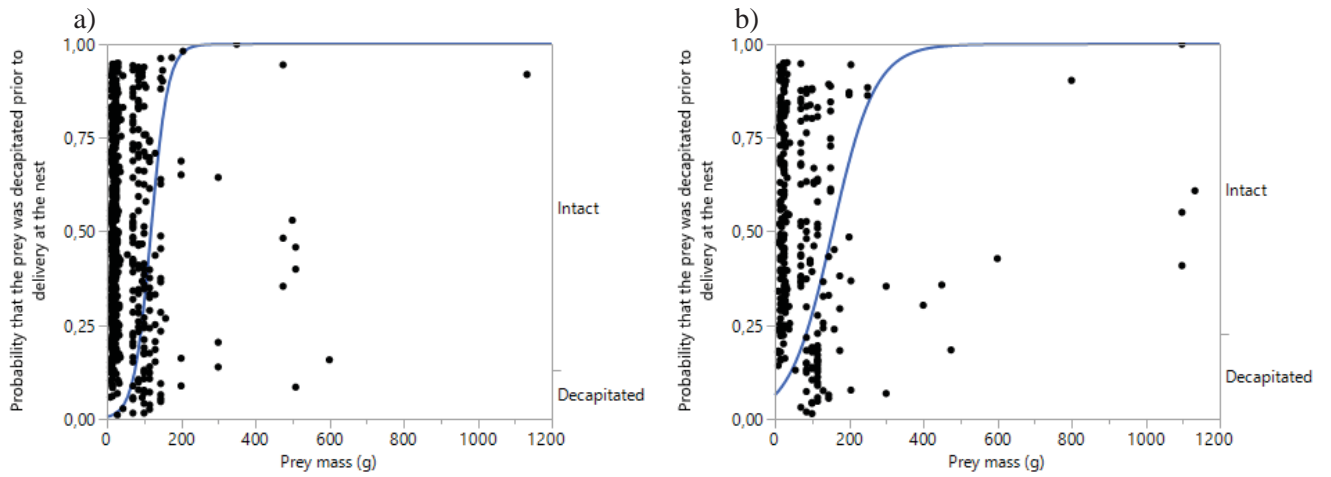 a)
Probability that the prey was decapitated prior to
delivery at the nest
1,00
0,75
0,50
0,25
0,00
0
200
400
600
800
1000
1200
Prey mass (g)
Intact
Decapitated
b)
Probability that the prey was decapitated prior to
delivery at the nest
1,00
0,75
0,50
0,25
0,00
0
200
400
600
800
1000
1200
Prey mass (g)
Intact
Decapitated